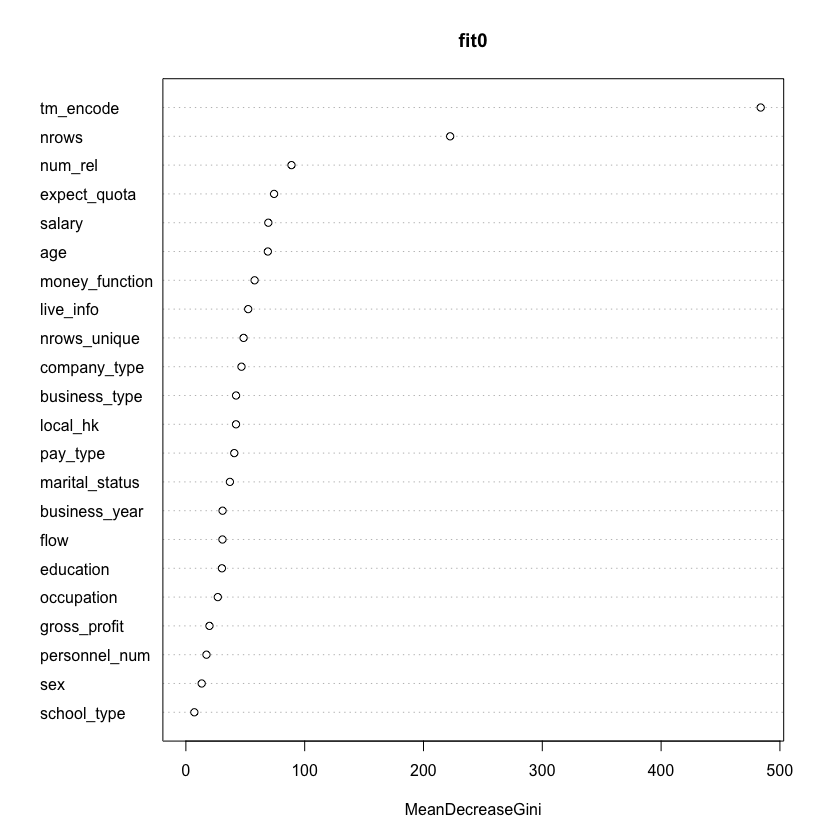 fit0
tm_encode
nrows
num_rel
expect_quota
salary
age
money_function
live_info
nrows_unique
company_type
business_type
local_hk
pay_type
marital_status
business_year
flow
education
occupation
gross_profit
personnel_num
sex
school_type
0 100 200 300 400 500
MeanDecreaseGini